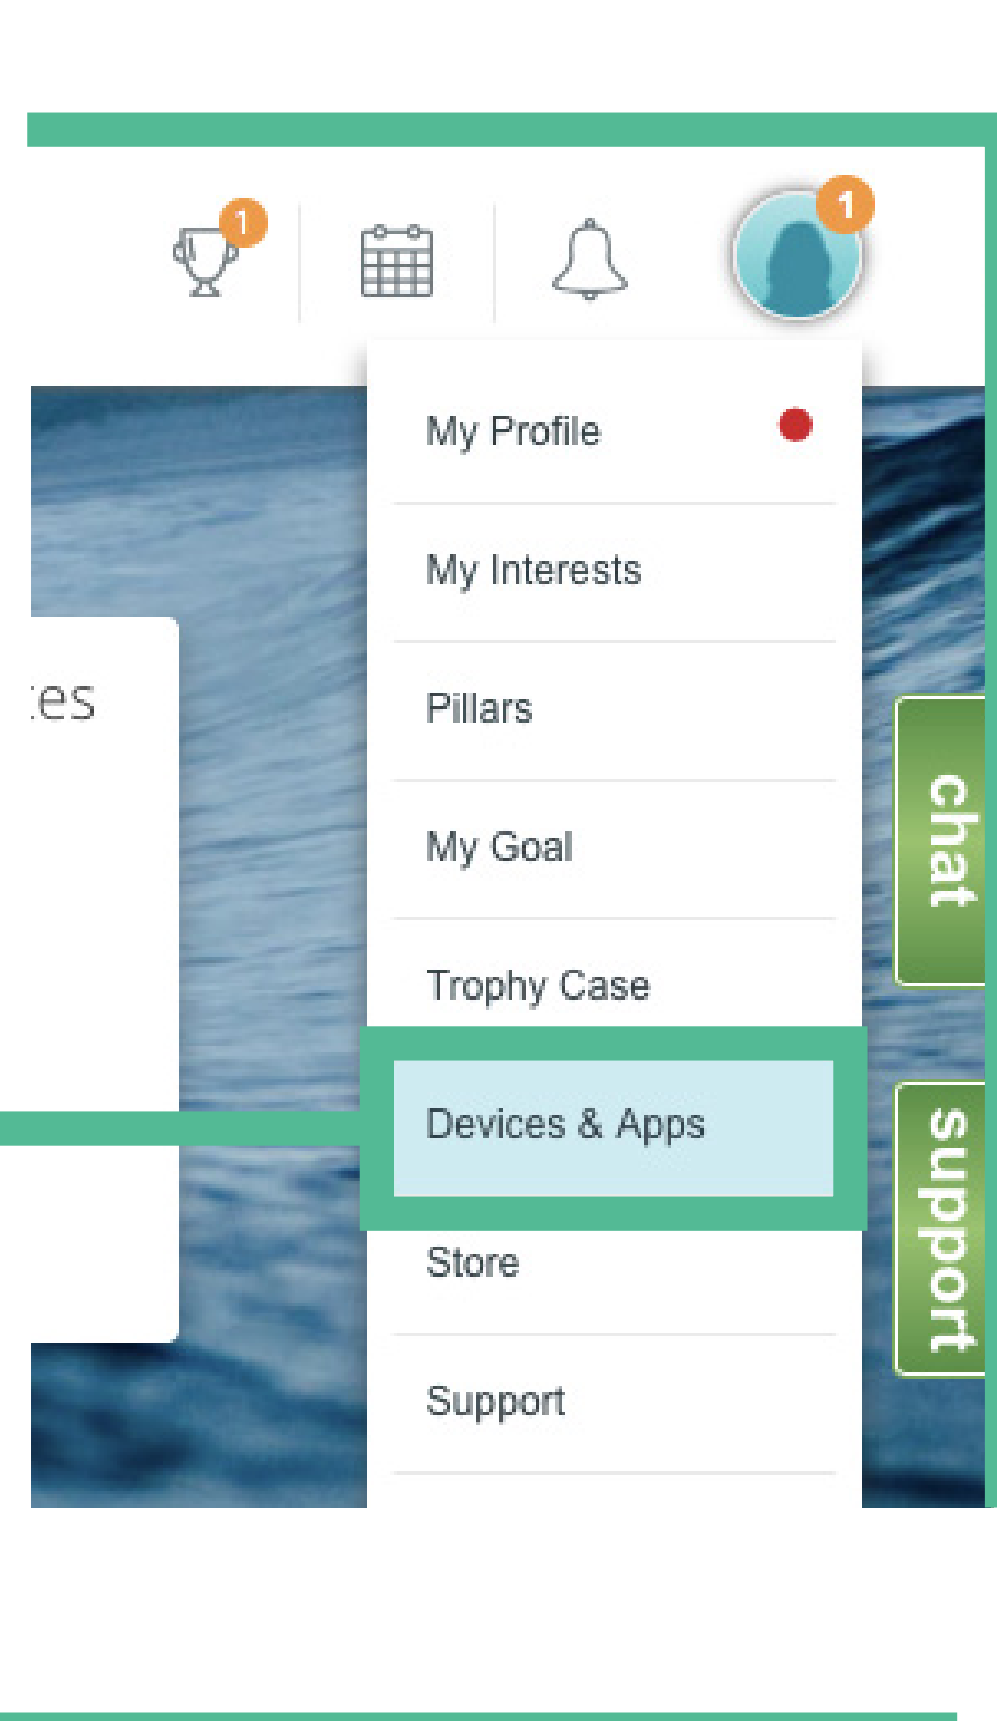 1
1
My Profile
My Interests
Pillars
My Goal
Trophy Case
Devices & Apps
Store
Support
chat
support